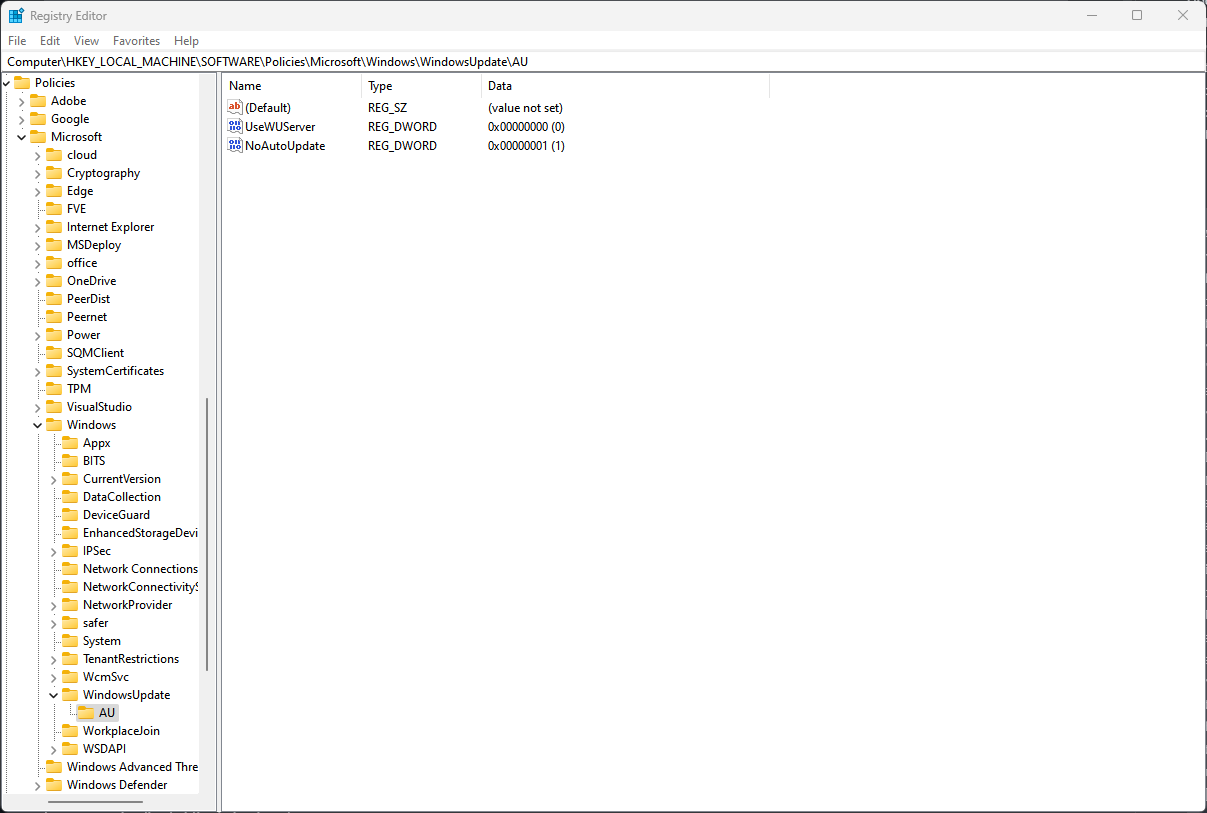 Registry Editor
File Edit View Favorites Help
Computer\HKEY_LOCAL_MACHINE\SOFTWARE\Policies\Microsoft\Windows\WindowsUpdate\AU
Policies
Adobe
Google
Microsoft
cloud
Cryptography
Edge
FVE
Internet Explorer
MSDeploy
office
OneDrive
PeerDist
Peernet
Power
SQMClient
SystemCertificates
TPM
VisualStudio
Windows
Appx
BITS
CurrentVersion
DataCollection
DeviceGuard
EnhancedStorageDevi
IPSec
Network Connections
NetworkConnectivityS
NetworkProvider
safer
System
TenantRestrictions
WcmSvc
WindowsUpdate
AU
WorkplaceJoin
WSDAPI
Windows Advanced Thre
Windows Defender
Name Type Data
(Default) REG_SZ (value not set)
UseWUServer REG_DWORD 0x00000000 (0)
NoAutoUpdate REG_DWORD 0x00000001 (1)